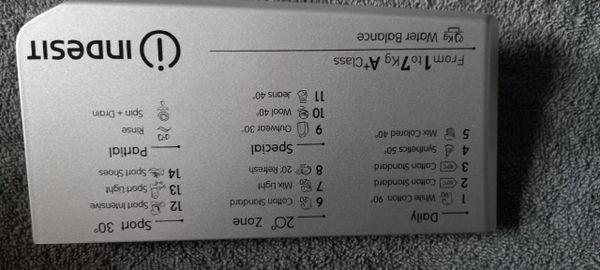 Daily
1 White Cotton 90°
2 Cotton Standard
3 Cotton Standard
4 Synthetics 50°
5 Mix Colored 40°
20° Zone
6 Cotton Standard
7 Mix Light
8 20' Refresh
Special
9 Outwear 30°
10 Wool 40°
11 Jeans 40°
Sport 30°
12 Sport Intensive
13 Sport Light
14 Sport Shoes
Partial
Rinse
Spin + Drain
From 1 to 7 Kg A+Class
Kg Water Balance
INDESIT